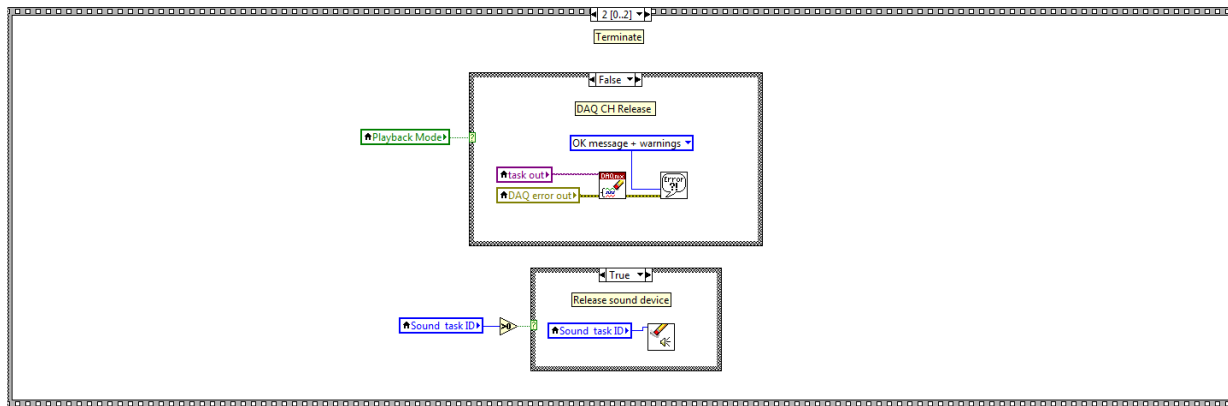 2 [0..2]
Terminate
False
DAQ CH Release
Playback Mode
?
OK message + warnings
task out
DAQmx
Error
?!
DAQ error out
True
Release sound device
Sound task ID
>0
?
Sound task ID